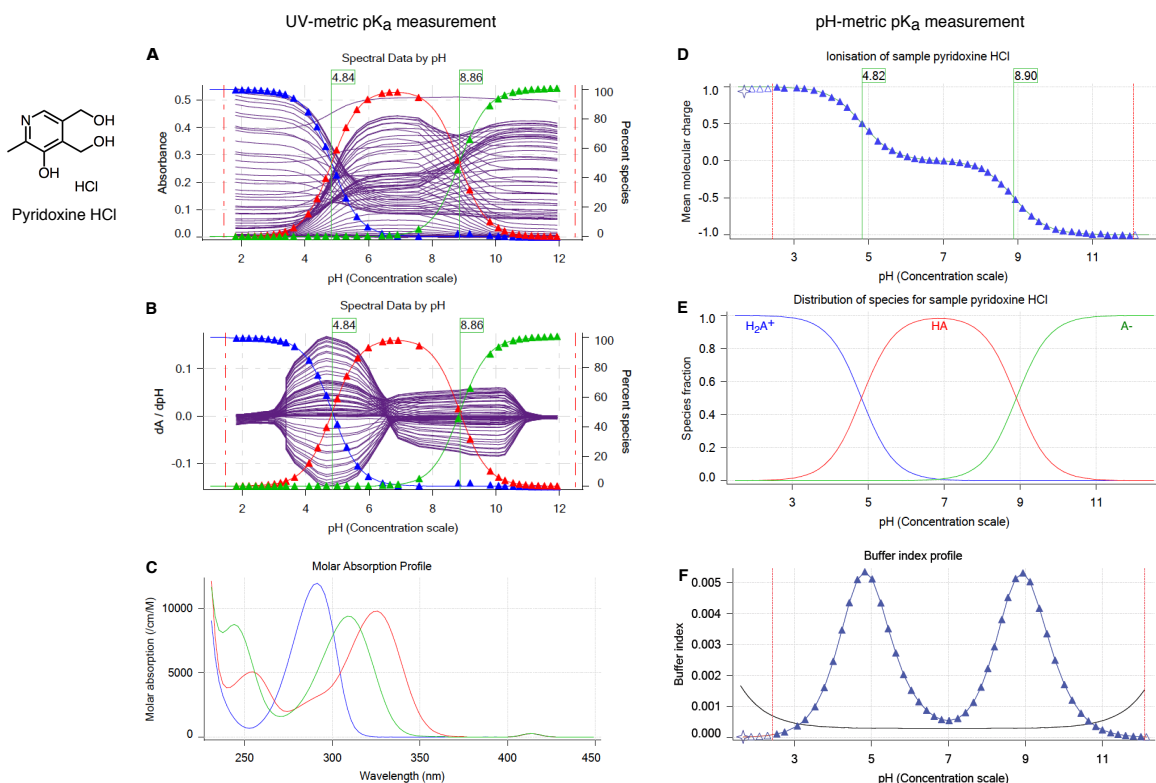 UV-metric pKa measurement
pH-metric pKa measurement
N
OH
OH
OH
HCl
Pyridoxine HCl
A
Spectral Data by pH
4.84
8.86
0.5
0.4
0.3
0.2
0.1
0.0
Absorbance
100
80
60
40
20
0
Percent species
2
4
6
8
10
12
pH (Concentration scale)
B
Spectral Data by pH
4.84
8.86
0.1
0.0
-0.1
dA / dpH
100
80
60
40
20
0
Percent species
2
4
6
8
10
12
pH (Concentration scale)
C
Molar Absorption Profile
10000
5000
0
Molar absorption (/cm/M)
250
300
350
400
450
Wavelength (nm)
D
Ionisation of sample pyridoxine HCl
4.82
8.90
1.0
0.5
0.0
-0.5
-1.0
Mean molecular charge
3
5
7
9
11
pH (Concentration scale)
E
Distribution of species for sample pyridoxine HCl
H₂A⁺
HA
A-
1.0
0.8
0.6
0.4
0.2
0.0
Species fraction
3
5
7
9
11
pH (Concentration scale)
F
Buffer index profile
0.005
0.004
0.003
0.002
0.001
0.000
Buffer index
3
5
7
9
11
pH (Concentration scale)